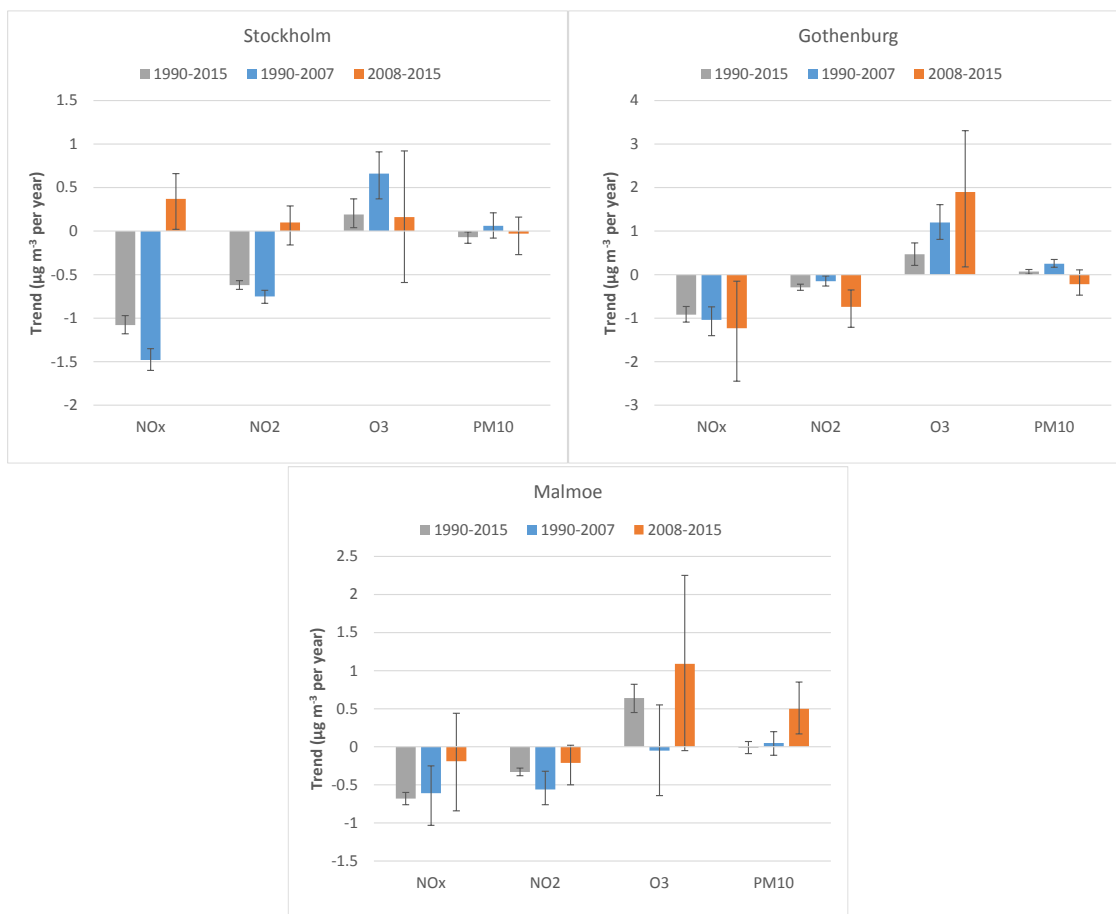 Stockholm
1990-2015 1990-2007 2008-2015
Trend (µg m⁻³ per year)
1.5
1
0.5
0
-0.5
-1
-1.5
-2
NOx NO2 O3 PM10
Gothenburg
1990-2015 1990-2007 2008-2015
Trend (µg m⁻³ per year)
4
3
2
1
0
-1
-2
-3
NOx NO2 O3 PM10
Malmoe
1990-2015 1990-2007 2008-2015
Trend (µg m⁻³ per year)
2.5
2
1.5
1
0.5
0
-0.5
-1
-1.5
NOx NO2 O3 PM10